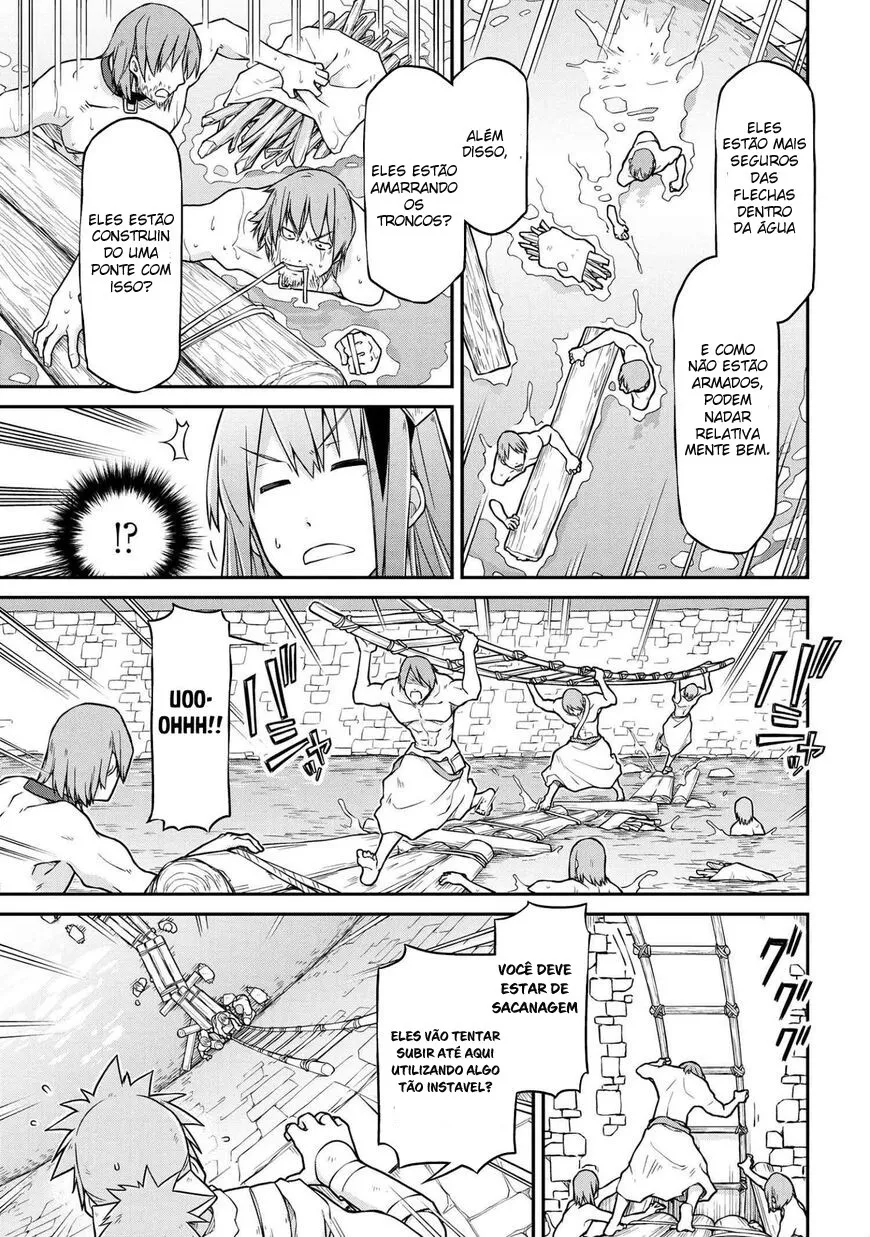 ELES
ESTÃO MAIS
SEGUROS
DAS
FLECHAS
DENTRO
DA ÁGUA
E COMO
NÃO ESTÃO
ARMADOS,
PODEM
NADAR
RELATIVA
MENTE BEM.
ALÉM
DISSO,
ELES ESTÃO
AMARRANDO
OS
TRONCOS?
ELES ESTÃO
CONSTRUIN
DO UMA
PONTE COM
ISSO?
!?
UOO-
OHHH!!
VOCÊ DEVE
ESTAR DE
SACANAGEM
ELES VÃO TENTAR
SUBIR ATÉ AQUI
UTILIZANDO ALGO
TÃO INSTAVEL?
ググ